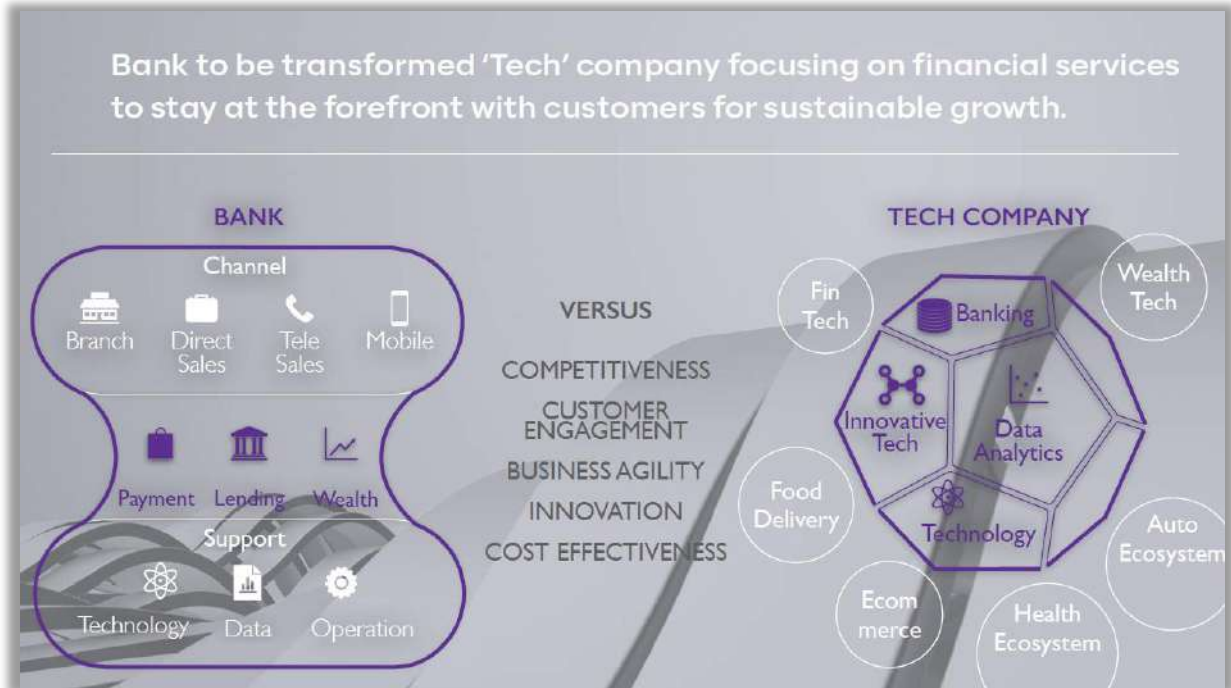 Bank to be transformed ‘Tech’ company focusing on financial services
to stay at the forefront with customers for sustainable growth.
BANK
Channel
Branch
Direct
Sales
Tele
Sales
Mobile
Payment
Lending
Wealth
Support
Technology
Data
Operation
VERSUS
COMPETITIVENESS
CUSTOMER
ENGAGEMENT
BUSINESS AGILITY
INNOVATION
COST EFFECTIVENESS
TECH COMPANY
Fin
Tech
Wealth
Tech
Banking
Innovative
Tech
Data
Analytics
Technology
Food
Delivery
Ecom
merce
Health
Ecosystem
Auto
Ecosystem